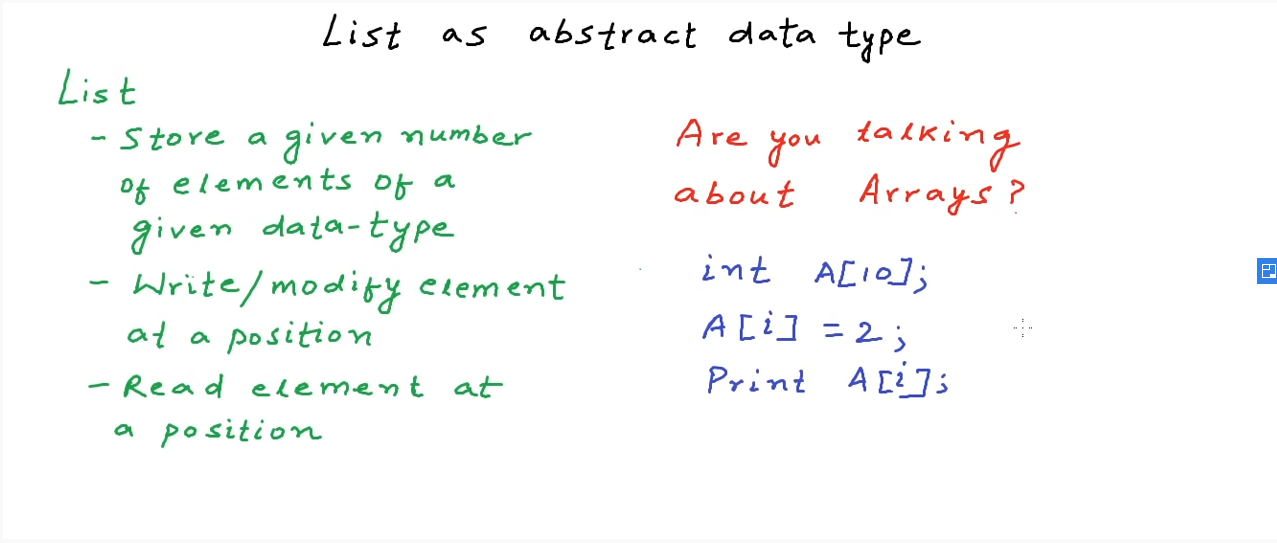 List as abstract data type
List
- Store a given number
of elements of a
given data-type
- Write/modify element
at a position
- Read element at
a position
Are you talking
about Arrays?
int A[10];
A[i] = 2;
Print A[i];